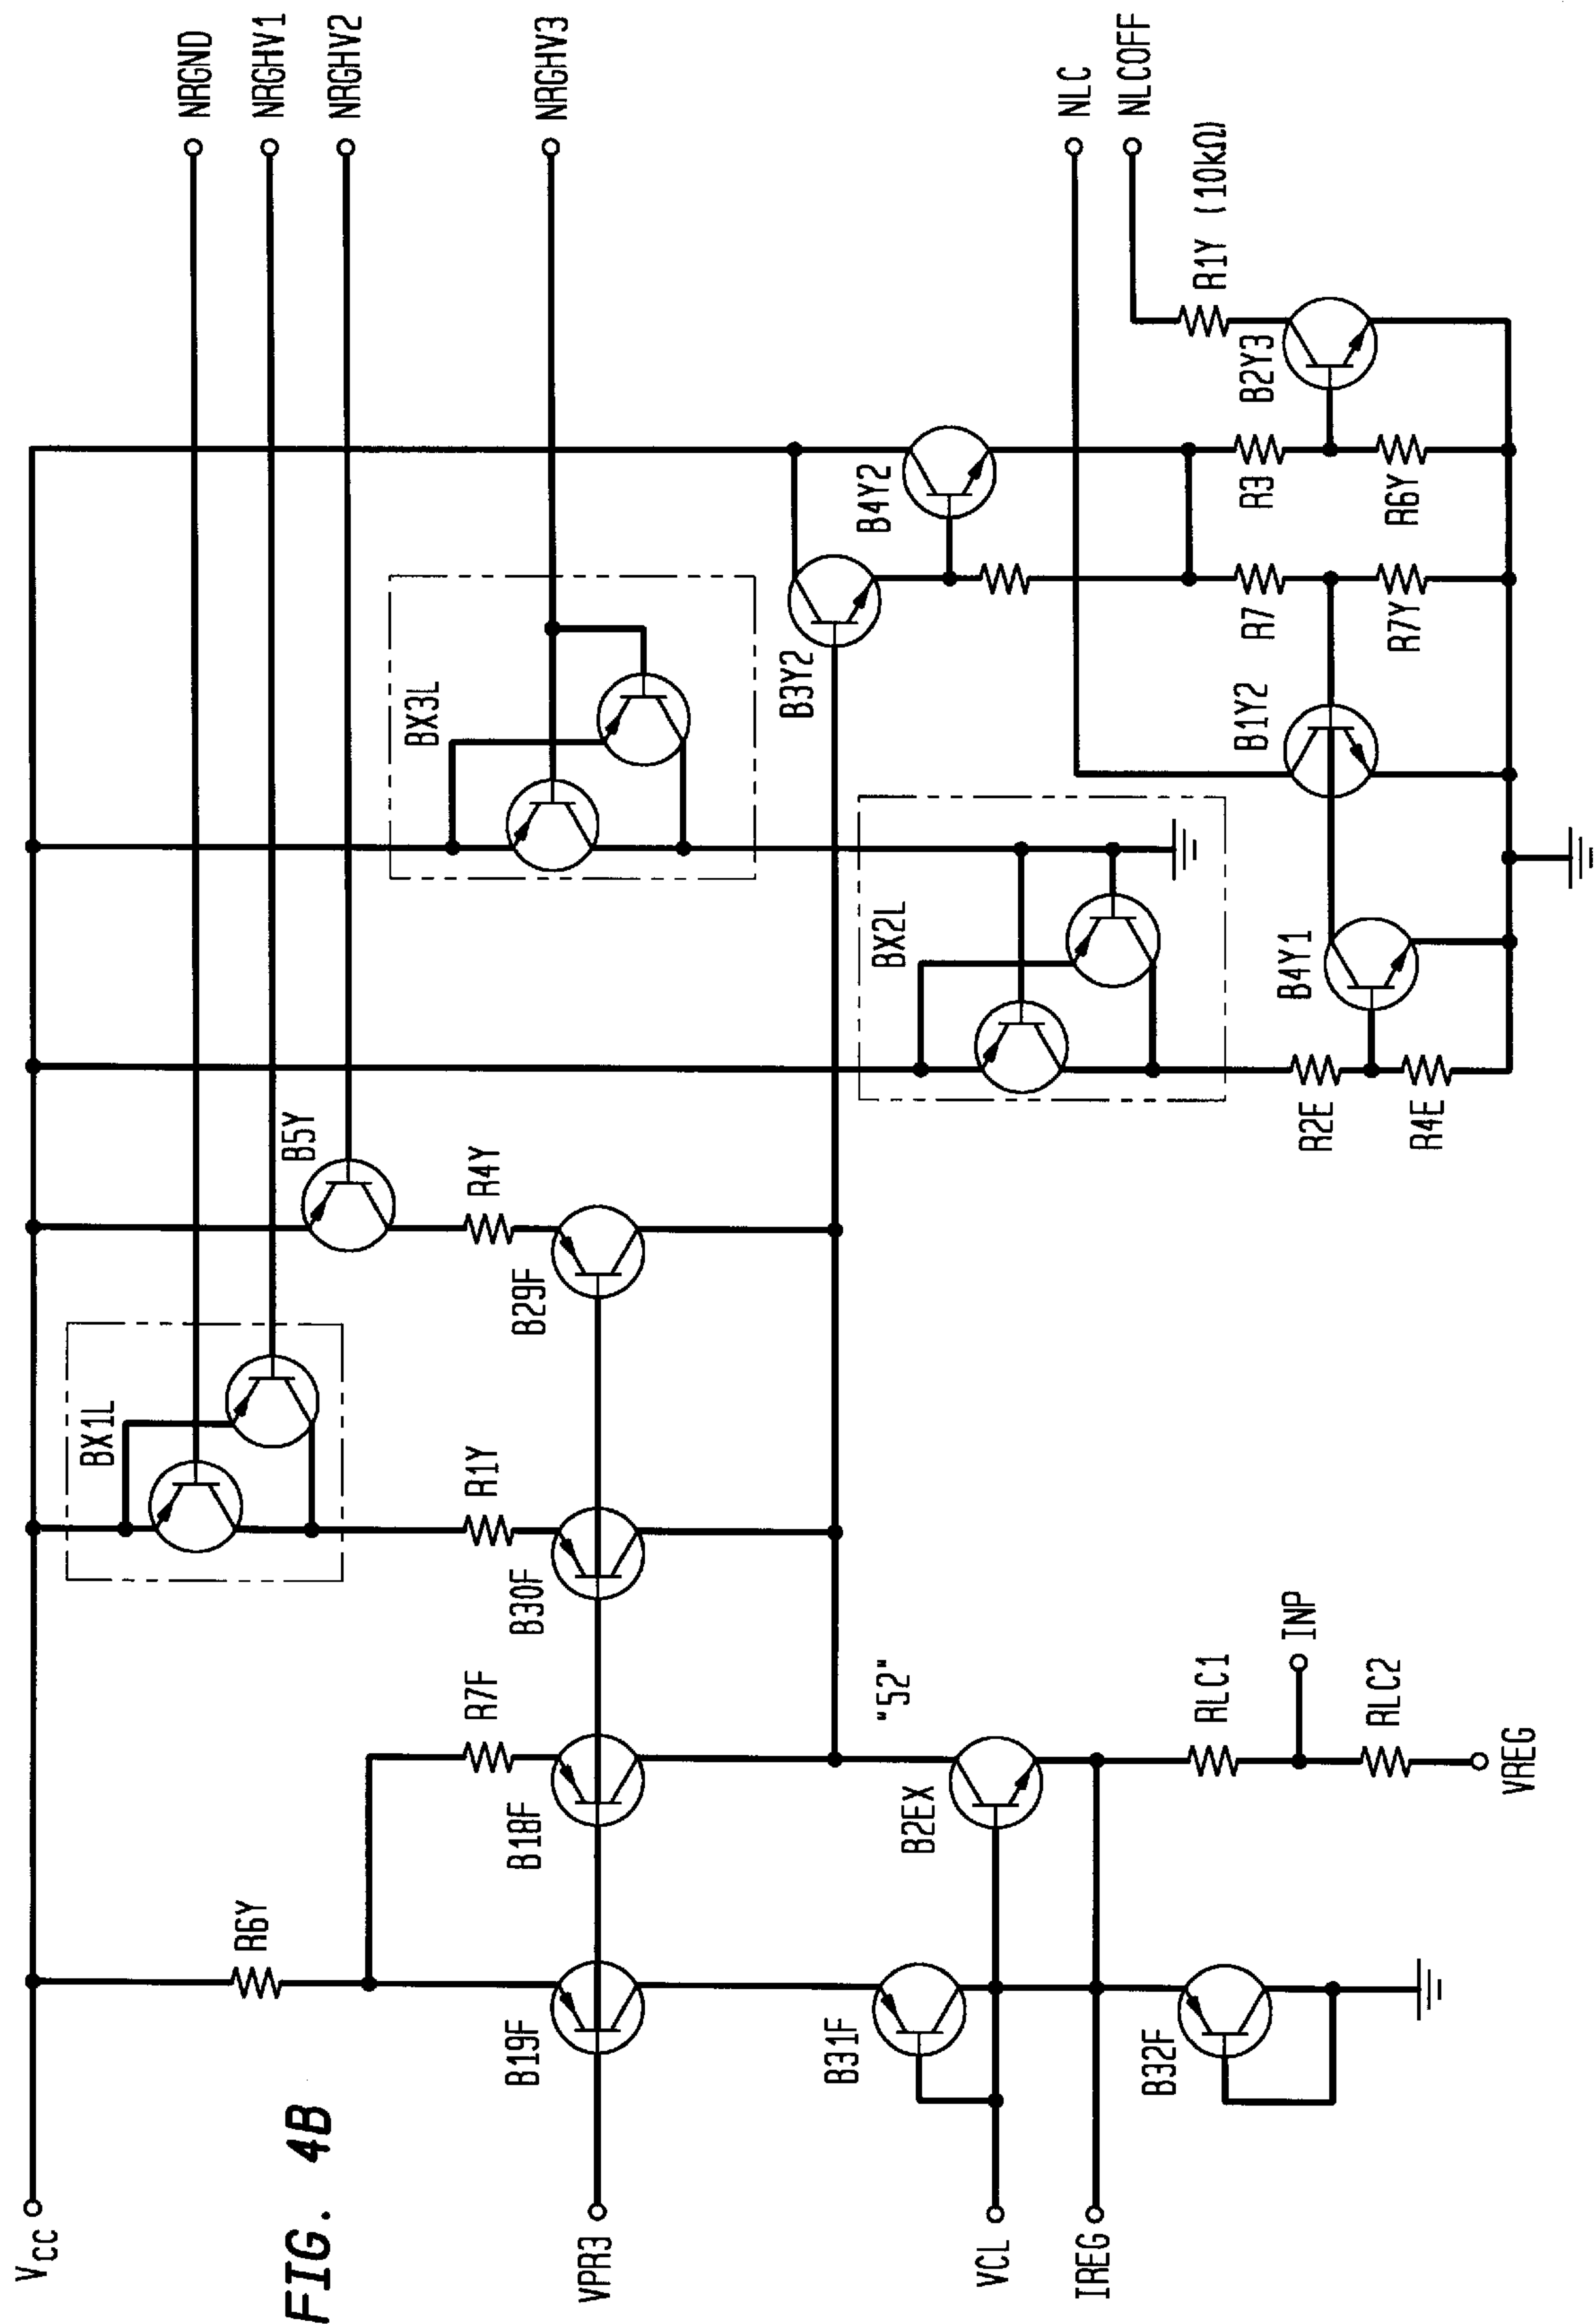 FIG. 4B
VCC
NRGND
NRGHV1
NRGHV2
NRGHV3
BX1L
B5Y
BX3L
R6Y
R7F
R1Y
R4Y
VPR3
B19F
B18F
B30F
B29F
B3Y2
B4Y2
"52"
B31F
B2EX
BX2L
VCL
IREG
NLC
NLCOFF
R1Y (10kΩ)
B32F
RLC1
INP
RLC2
VREG
R2E
R4E
B4Y1
B1Y2
R7
R7Y
R3
R6Y
B2Y3